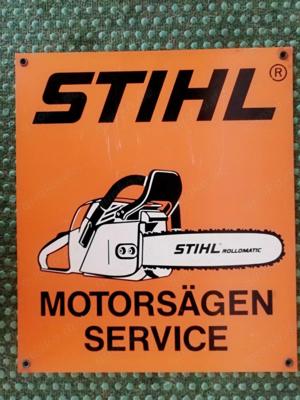 STIHL®
STIHL ROLLOMATIC
MOTORSÄGEN
SERVICE